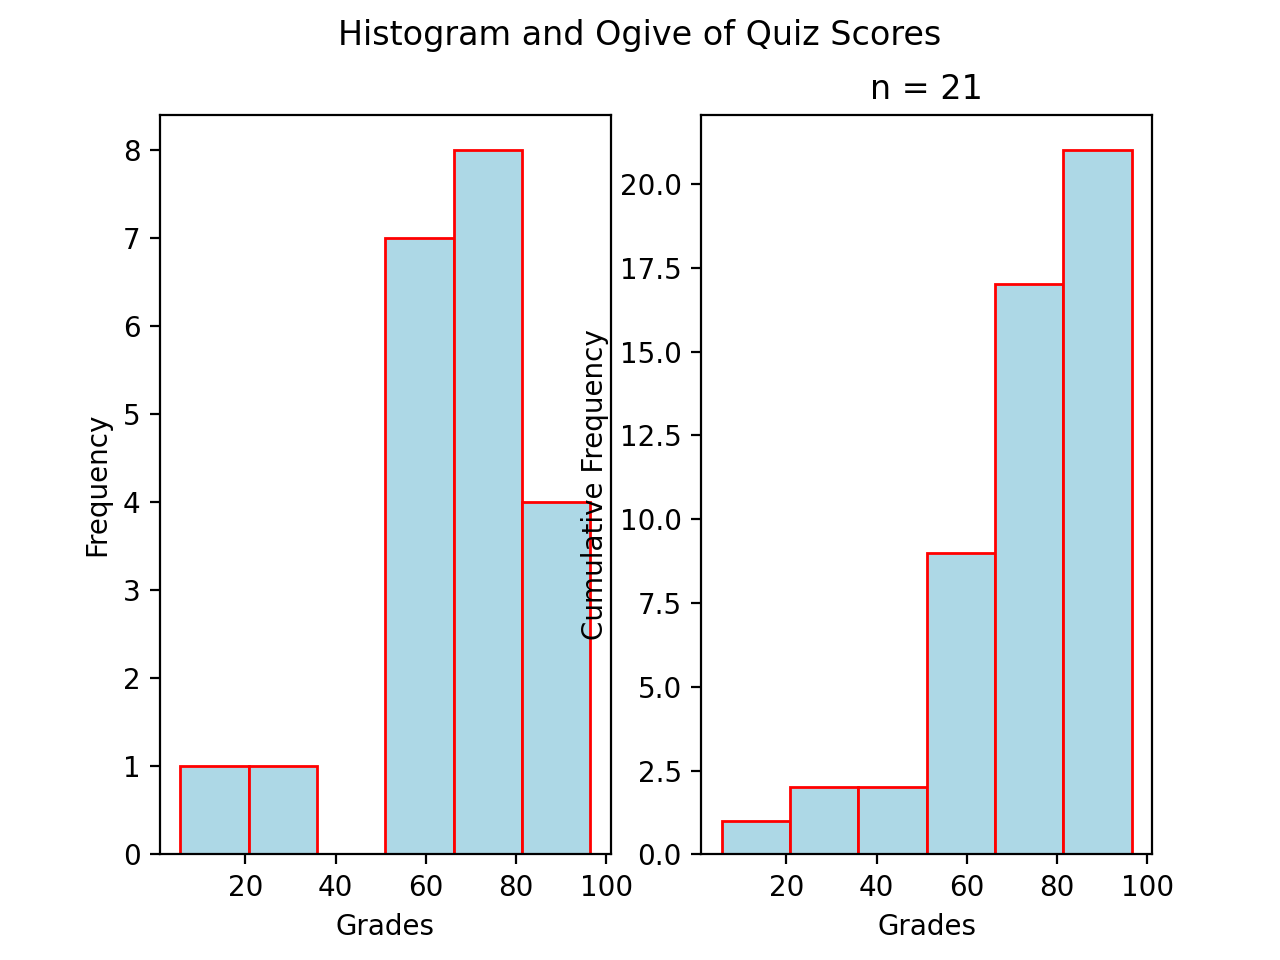 Histogram and Ogive of Quiz Scores
8
7
6
5
4
3
2
1
0
Frequency
20 40 60 80 100
Grades
n = 21
20.0
17.5
15.0
12.5
10.0
7.5
5.0
2.5
0.0
Cumulative Frequency
20 40 60 80 100
Grades